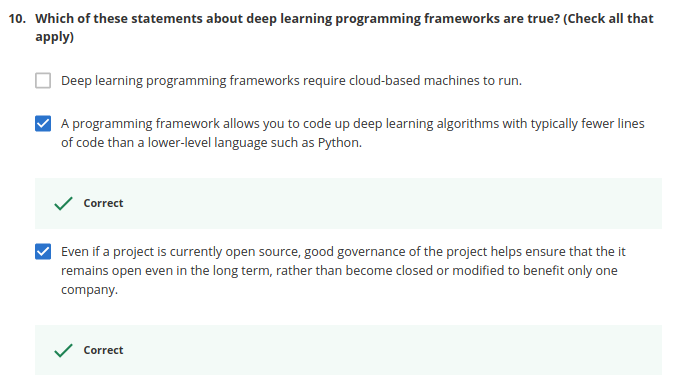 10. Which of these statements about deep learning programming frameworks are true? (Check all that
apply)
Deep learning programming frameworks require cloud-based machines to run.
A programming framework allows you to code up deep learning algorithms with typically fewer lines
of code than a lower-level language such as Python.
Correct
Even if a project is currently open source, good governance of the project helps ensure that the it
remains open even in the long term, rather than become closed or modified to benefit only one
company.
Correct